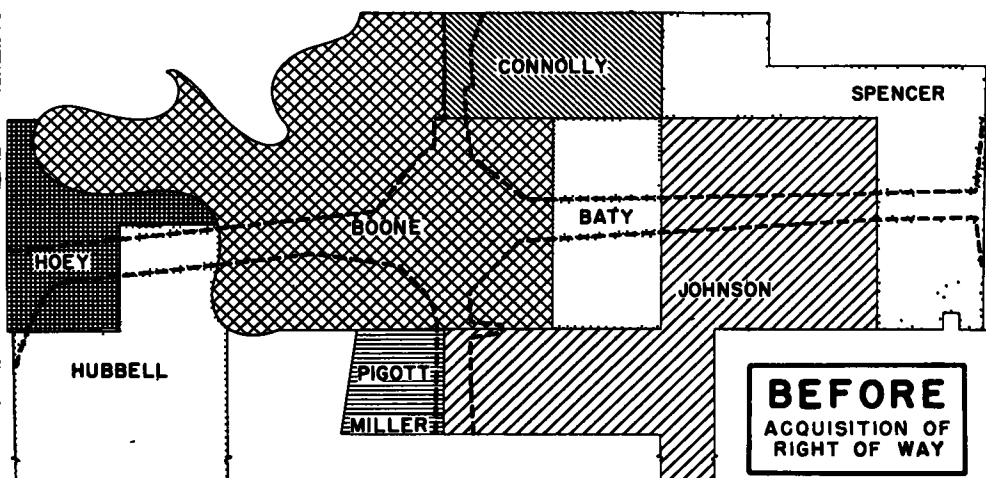 CONNOLLY
SPENCER
BOONE
BATY
HOEY
JOHNSON
HUBBELL
PIGOTT
MILLER
BEFORE
ACQUISITION OF
RIGHT OF WAY